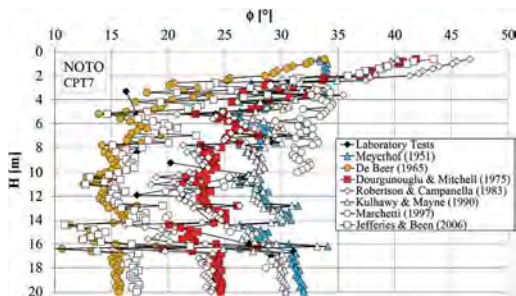 ϕ [°]
10 15 20 25 30 35 40 45 50
NOTO
CPT7
H [m]
0
2
4
6
8
10
12
14
16
18
20
Laboratory Tests
Meyerhof (1951)
De Beer (1965)
Dourgunouglu & Mitchell (1975)
Robertson & Campanella (1983)
Kulhawy & Mayne (1990)
Marchetti (1997)
Jefferies & Been (2006)